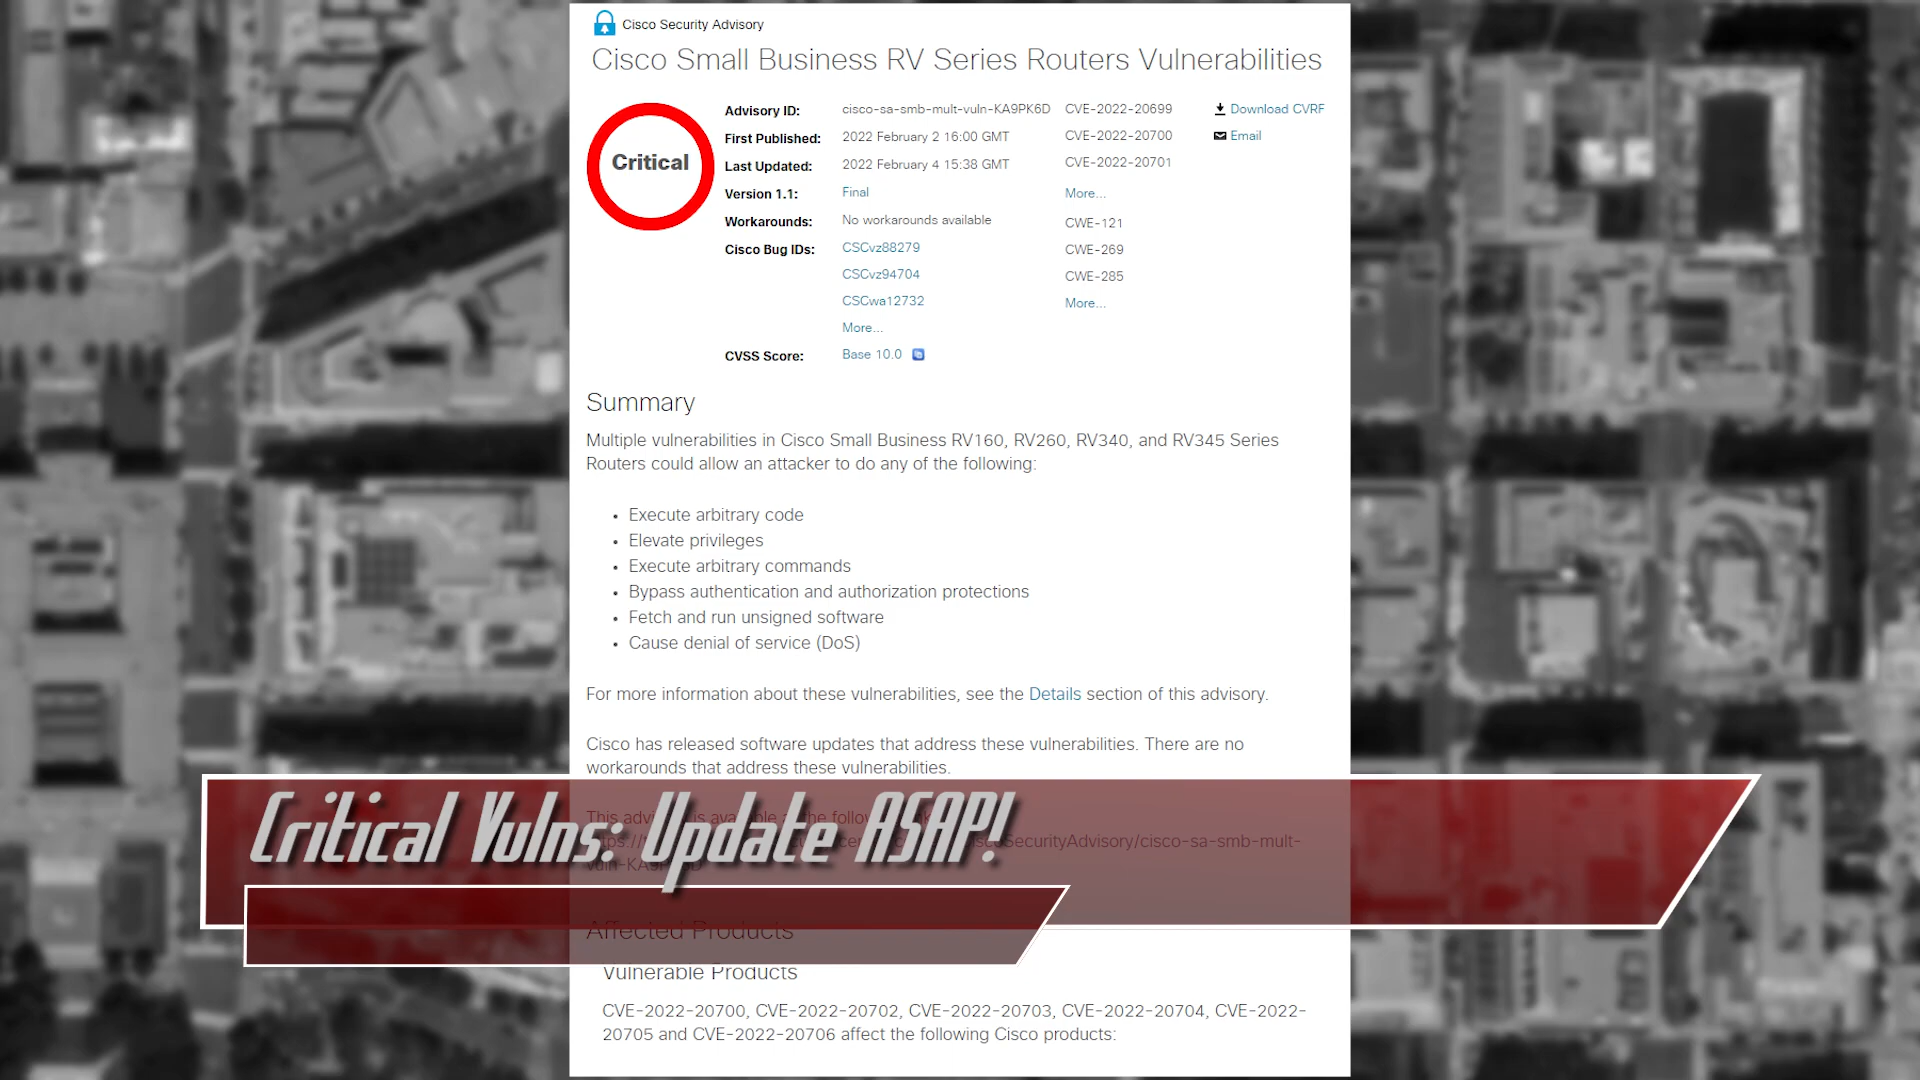 Cisco Security Advisory
Cisco Small Business RV Series Routers Vulnerabilities
Critical
Advisory ID: cisco-sa-smb-mult-vuln-KA9PK6D CVE-2022-20699 Download CVRF
First Published: 2022 February 2 16:00 GMT CVE-2022-20700 Email
Last Updated: 2022 February 4 15:38 GMT CVE-2022-20701
Version 1.1: Final More...
Workarounds: No workarounds available CWE-121
Cisco Bug IDs: CSCvz88279 CWE-269
CSCvz94704 CWE-285
CSCwa12732 More...
More...
CVSS Score: Base 10.0
Summary
Multiple vulnerabilities in Cisco Small Business RV160, RV260, RV340, and RV345 Series
Routers could allow an attacker to do any of the following:
• Execute arbitrary code
• Elevate privileges
• Execute arbitrary commands
• Bypass authentication and authorization protections
• Fetch and run unsigned software
• Cause denial of service (DoS)
For more information about these vulnerabilities, see the Details section of this advisory.
Cisco has released software updates that address these vulnerabilities. There are no
workarounds that address these vulnerabilities.
Critical Vulns: Update ASAP!
This is
SecurityAdvisory/cisco-sa-smb-mult-
Affected Products
Vulnerable Products
CVE-2022-20700, CVE-2022-20702, CVE-2022-20703, CVE-2022-20704, CVE-2022-
20705 and CVE-2022-20706 affect the following Cisco products: